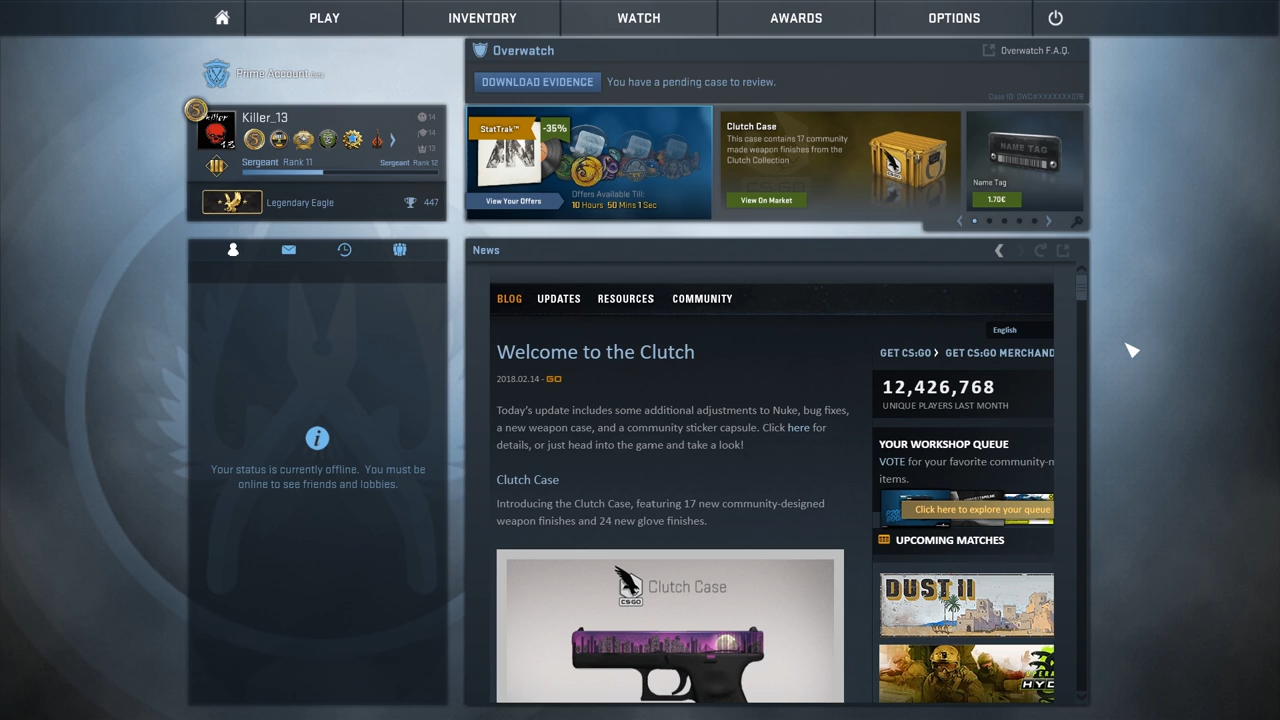 PLAY
INVENTORY
WATCH
AWARDS
OPTIONS
Prime Account
Killer_13
14
14
13
Sergeant Rank 11
Sergeant Rank 12
Legendary Eagle
447
Your status is currently offline. You must be
online to see friends and lobbies.
Overwatch
Overwatch F.A.Q.
DOWNLOAD EVIDENCE
You have a pending case to review.
StatTrak™
-35%
View Your Offers
Offers Available Till:
10 Hours 50 Mins 1 Sec
Clutch Case
This case contains 17 community
made weapon finishes from the
Clutch Collection
CS:GO
View On Market
NAME TAG
Name Tag
1.70€
News
BLOG
UPDATES
RESOURCES
COMMUNITY
English
Welcome to the Clutch
2018.02.14 - GO
Today's update includes some additional adjustments to Nuke, bug fixes,
a new weapon case, and a community sticker capsule. Click here for
details, or just head into the game and take a look!
Clutch Case
Introducing the Clutch Case, featuring 17 new community-designed
weapon finishes and 24 new glove finishes.
CS:GO
Clutch Case
GET CS:GO
GET CS:GO MERCHAND
12,426,768
UNIQUE PLAYERS LAST MONTH
YOUR WORKSHOP QUEUE
VOTE for your favorite community-m
items.
Click here to explore your queue
UPCOMING MATCHES
DUST II
HYD